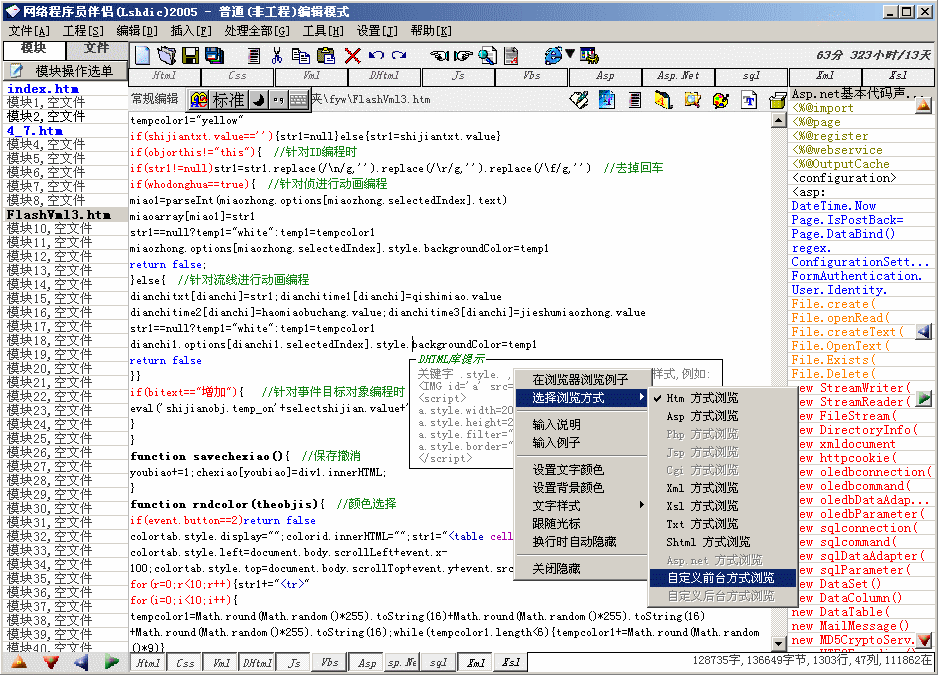 网络程序员伴侣(Lshdic)2005 - 普通(非工程)编辑模式
文件[A] 工程[S] 编辑[D] 插入[F] 处理全部[G] 工具[H] 设置[J] 帮助[K]
模块 文件
63分 323小时/13天
模块操作选单
Html Css Vml DHtml Js Vbs Asp Asp.Net sql Xml Xsl
常规编辑 标准 夹\fyw\FlashVml3.htm
index.htm
模块1,空文件
模块2,空文件
4_7.htm
模块4,空文件
模块5,空文件
模块6,空文件
模块7,空文件
模块8,空文件
FlashVml3.htm
模块10,空文件
模块11,空文件
模块12,空文件
模块13,空文件
模块14,空文件
模块15,空文件
模块16,空文件
模块17,空文件
模块18,空文件
模块19,空文件
模块20,空文件
模块21,空文件
模块22,空文件
模块23,空文件
模块24,空文件
模块25,空文件
模块26,空文件
模块27,空文件
模块28,空文件
模块29,空文件
模块30,空文件
模块31,空文件
模块32,空文件
模块33,空文件
模块34,空文件
模块35,空文件
模块36,空文件
模块37,空文件
模块38,空文件
模块39,空文件
模块40,空文件
tempcolor1="yellow"
if(shijiantxt.value==''){str1=null}else{str1=shijiantxt.value}
if(objorthis!="this"){ //针对ID编程时
if(str1!=null)str1=str1.replace(/\n/g,'').replace(/\r/g,'').replace(/\f/g,'') //去掉回车
if(whodonghua==true){ //针对侦进行动画编程
miao1=parseInt(miaozhong.options[miaozhong.selectedIndex].text)
miaoarray[miao1]=str1
str1==null?temp1="white":temp1=tempcolor1
miaozhong.options[miaozhong.selectedIndex].style.backgroundColor=temp1
return false;
}else{ //针对流线进行动画编程
dianchitxt[dianchi]=str1;dianchitime1[dianchi]=qishimiao.value
dianchitime2[dianchi]=haomiaobuchang.value;dianchitime3[dianchi]=jieshumiaozhong.value
str1==null?temp1="white":temp1=tempcolor1
dianchi1.options[dianchi1.selectedIndex].style.backgroundColor=temp1
return false
}}
if(bitext=="增加"){ //针对事件目标对象编程时
eval('shijianobj.temp_on'+selectshijian.value+'
}
}
function savechexiao(){ //保存撤消
youbiao+=1;chexiao[youbiao]=div1.innerHTML;
}
function rndcolor(theobjis){ //颜色选择
if(event.button==2)return false
colortab.style.display="";colorid.innerHTML="";str1="<table cell
colortab.style.left=document.body.scrollLeft+event.x-
100;colortab.style.top=document.body.scrollTop+event.y+event.src
for(r=0;r<10;r++){str1+="<tr>"
for(i=0;i<10;i++){
tempcolor1=Math.round(Math.random()*255).toString(16)+Math.round(Math.random()*255).toString(16)
+Math.round(Math.random()*255).toString(16);while(tempcolor1.length<6){tempcolor1+=Math.round(Math.random
()*9)}
DHTML库提示
关键字 .style. , 样式,例如:
<IMG id='a' src=
<script>
a.style.width=20
a.style.height=2
a.style.filter="
a.style.border="
</script>
在浏览器浏览例子
选择浏览方式
输入说明
输入例子
设置文字颜色
设置背景颜色
文字样式
跟随光标
换行时自动隐藏
关闭隐藏
Htm 方式浏览
Asp 方式浏览
Php 方式浏览
Jsp 方式浏览
Cgi 方式浏览
Xml 方式浏览
Xsl 方式浏览
Txt 方式浏览
Shtml 方式浏览
Asp.net 方式浏览
自定义前台方式浏览
自定义后台方式浏览
Asp.net基本代码声...
<%@import
<%@page
<%@register
<%@webservice
<%@OutputCache
<configuration>
<asp:
DateTime.Now
Page.IsPostBack=
Page.DataBind()
regex.
ConfigurationSett...
FormAuthentication.
User.Identity.
File.create(
File.openRead(
File.createText(
File.OpenText(
File.Exists(
File.Delete(
new StreamWriter(
new StreamReader(
new FileStream(
new DirectoryInfo(
new xmldocument
new httpcookie(
new oledbconnection(
new oledbcommand(
new oledbDataAdap...
new oledbParameter(
new sqlconnection(
new sqlcommand(
new sqlDataAdapter(
new sqlParameter(
new DataSet()
new DataColumn()
new DataTable(
new MailMessage()
new MD5CryptoServ...
Html Css Vml DHtml Js Vbs Asp sp.Ne sql Xml Xsl
128735字,136649字节,1303行,47列,111862在